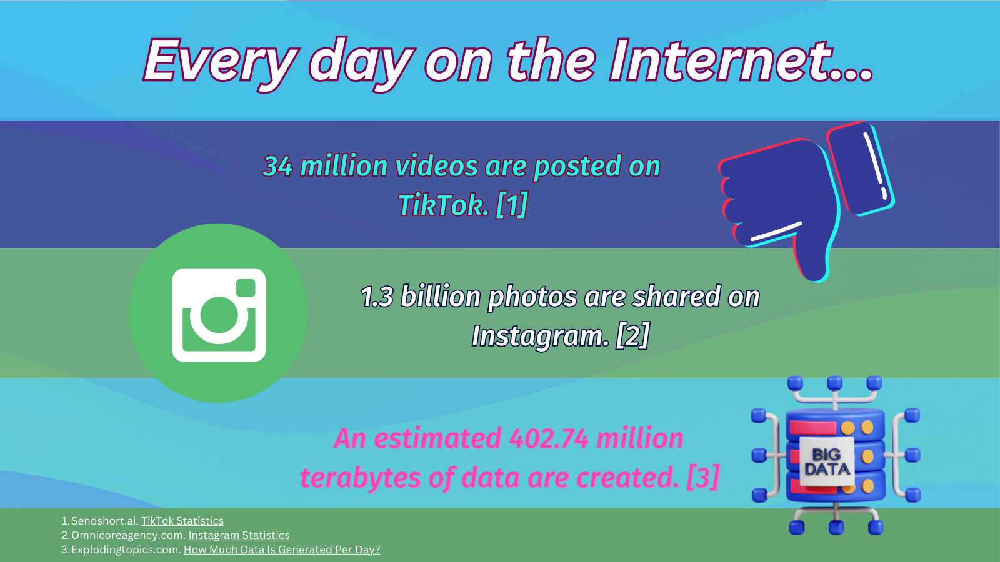 Every day on the Internet...
34 million videos are posted on
TikTok. [1]
1.3 billion photos are shared on
Instagram. [2]
An estimated 402.74 million
terabytes of data are created. [3]
BIG
DATA
1. Sendshort.ai. TikTok Statistics
2. Omnicoreagency.com. Instagram Statistics
3. Explodingtopics.com. How Much Data Is Generated Per Day?